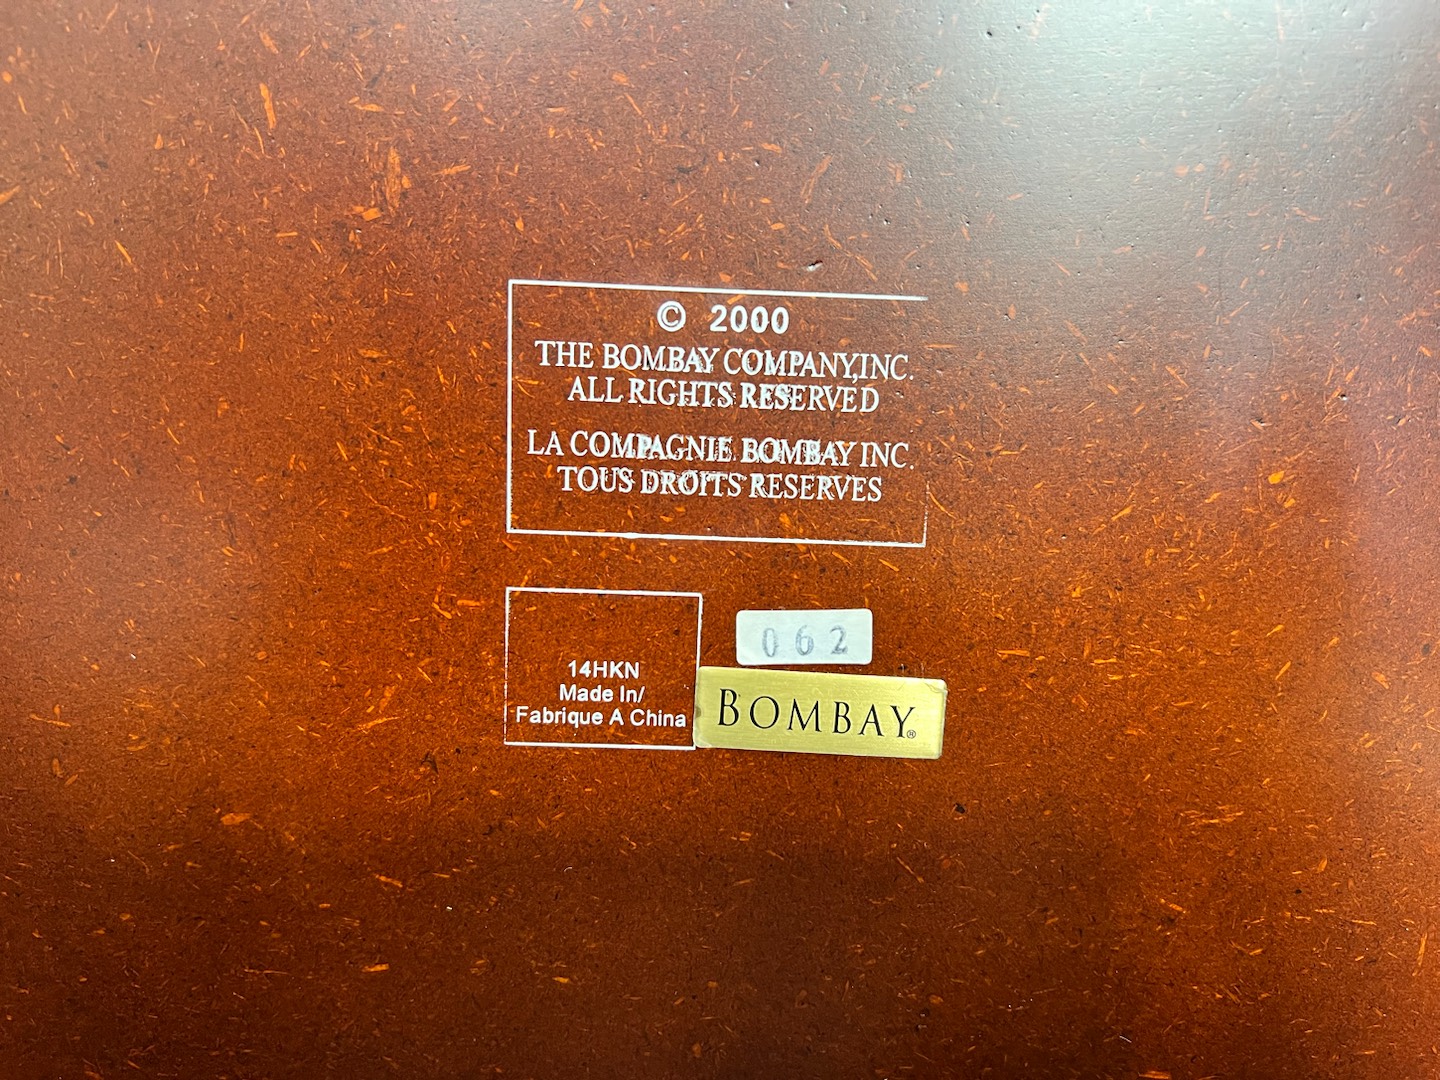 © 2000
THE BOMBAY COMPANY,INC.
ALL RIGHTS RESERVED
LA COMPAGNIE BOMBAY INC.
TOUS DROITS RESERVES
14HKN
Made In/
Fabrique A China
062
BOMBAY®